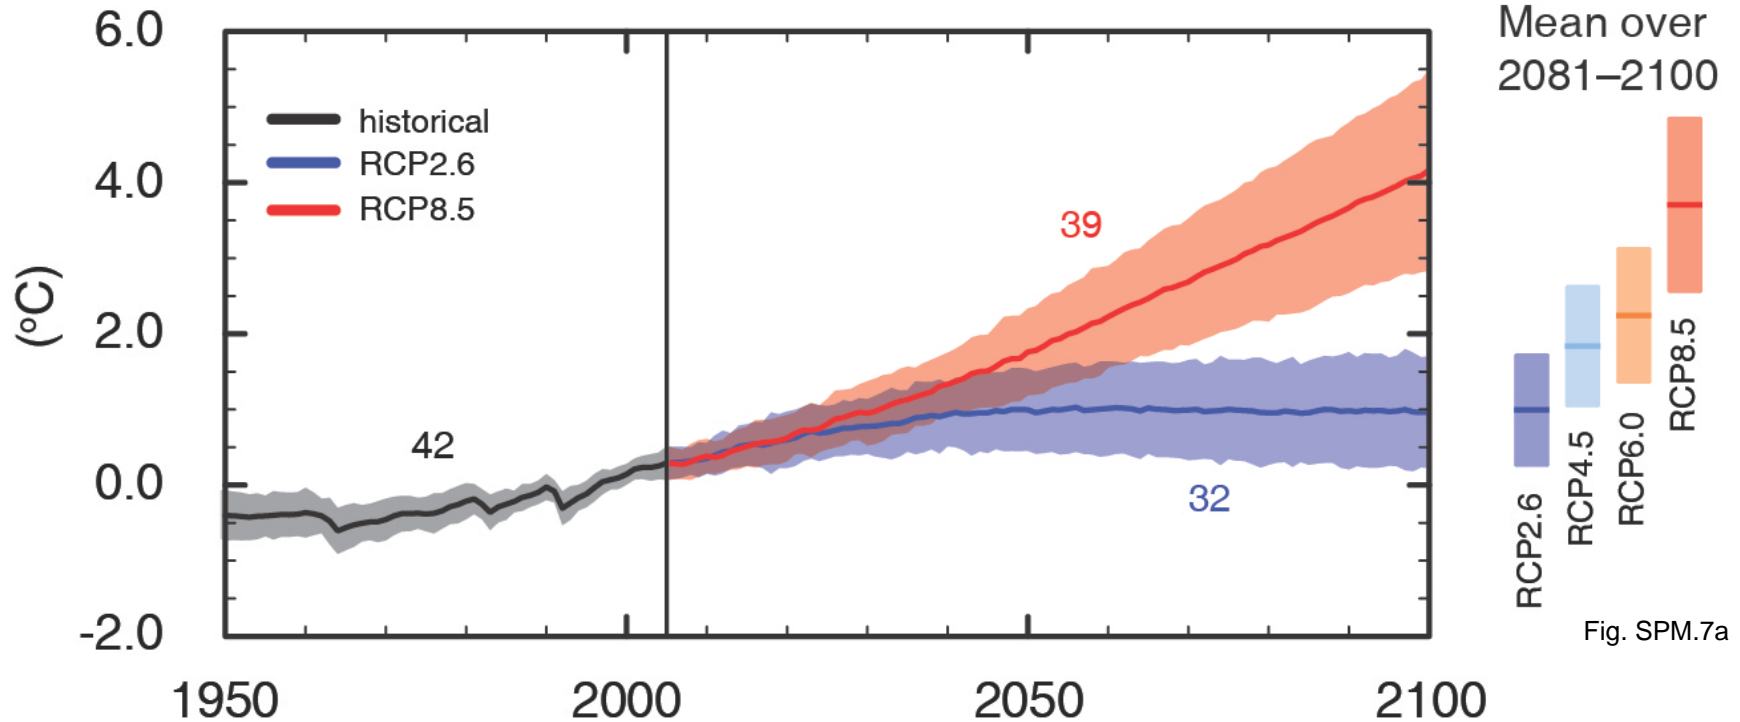 6.0
4.0
2.0
0.0
-2.0
(°C)
historical
RCP2.6
RCP8.5
42
39
32
1950
2000
2050
2100
Mean over
2081–2100
RCP2.6
RCP4.5
RCP6.0
RCP8.5
Fig. SPM.7a